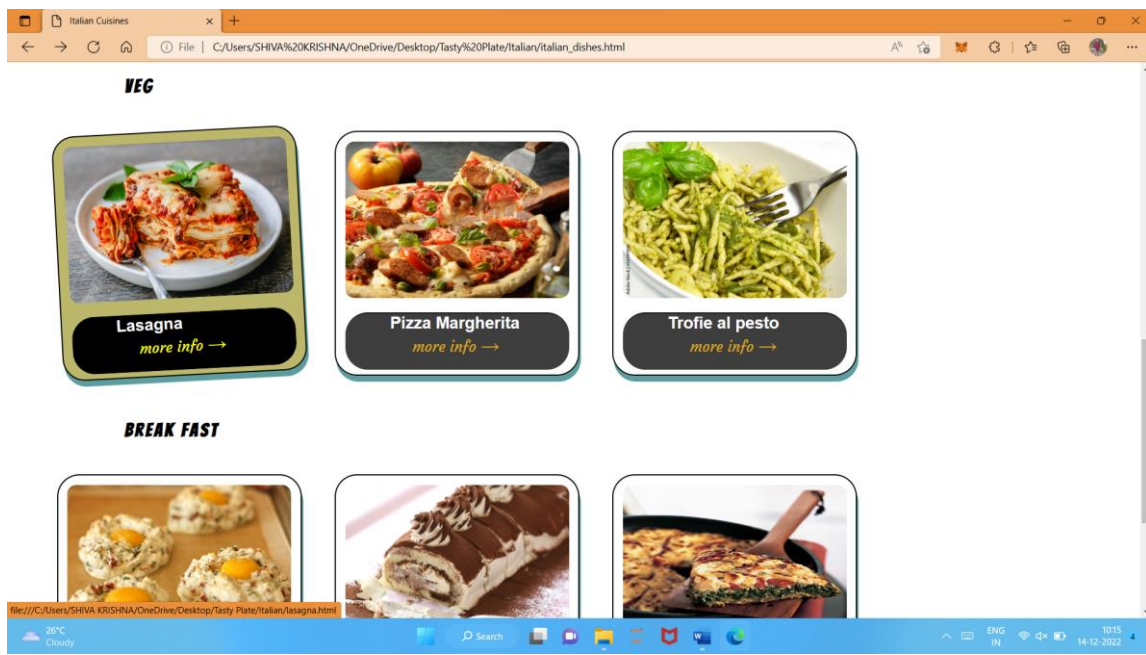 Italian Cuisines
File | C:/Users/SHIVA%20KRISHNA/OneDrive/Desktop/Tasty%20Plate/Italian/italian_dishes.html
VEG
Lasagna
more info →
Pizza Margherita
more info →
Trofie al pesto
more info →
BREAK FAST
file:///C:/Users/SHIVA KRISHNA/OneDrive/Desktop/Tasty Plate/Italian/lasagna.html
26°C
Cloudy
Search
ENG
IN
10:15
14-12-2022
4